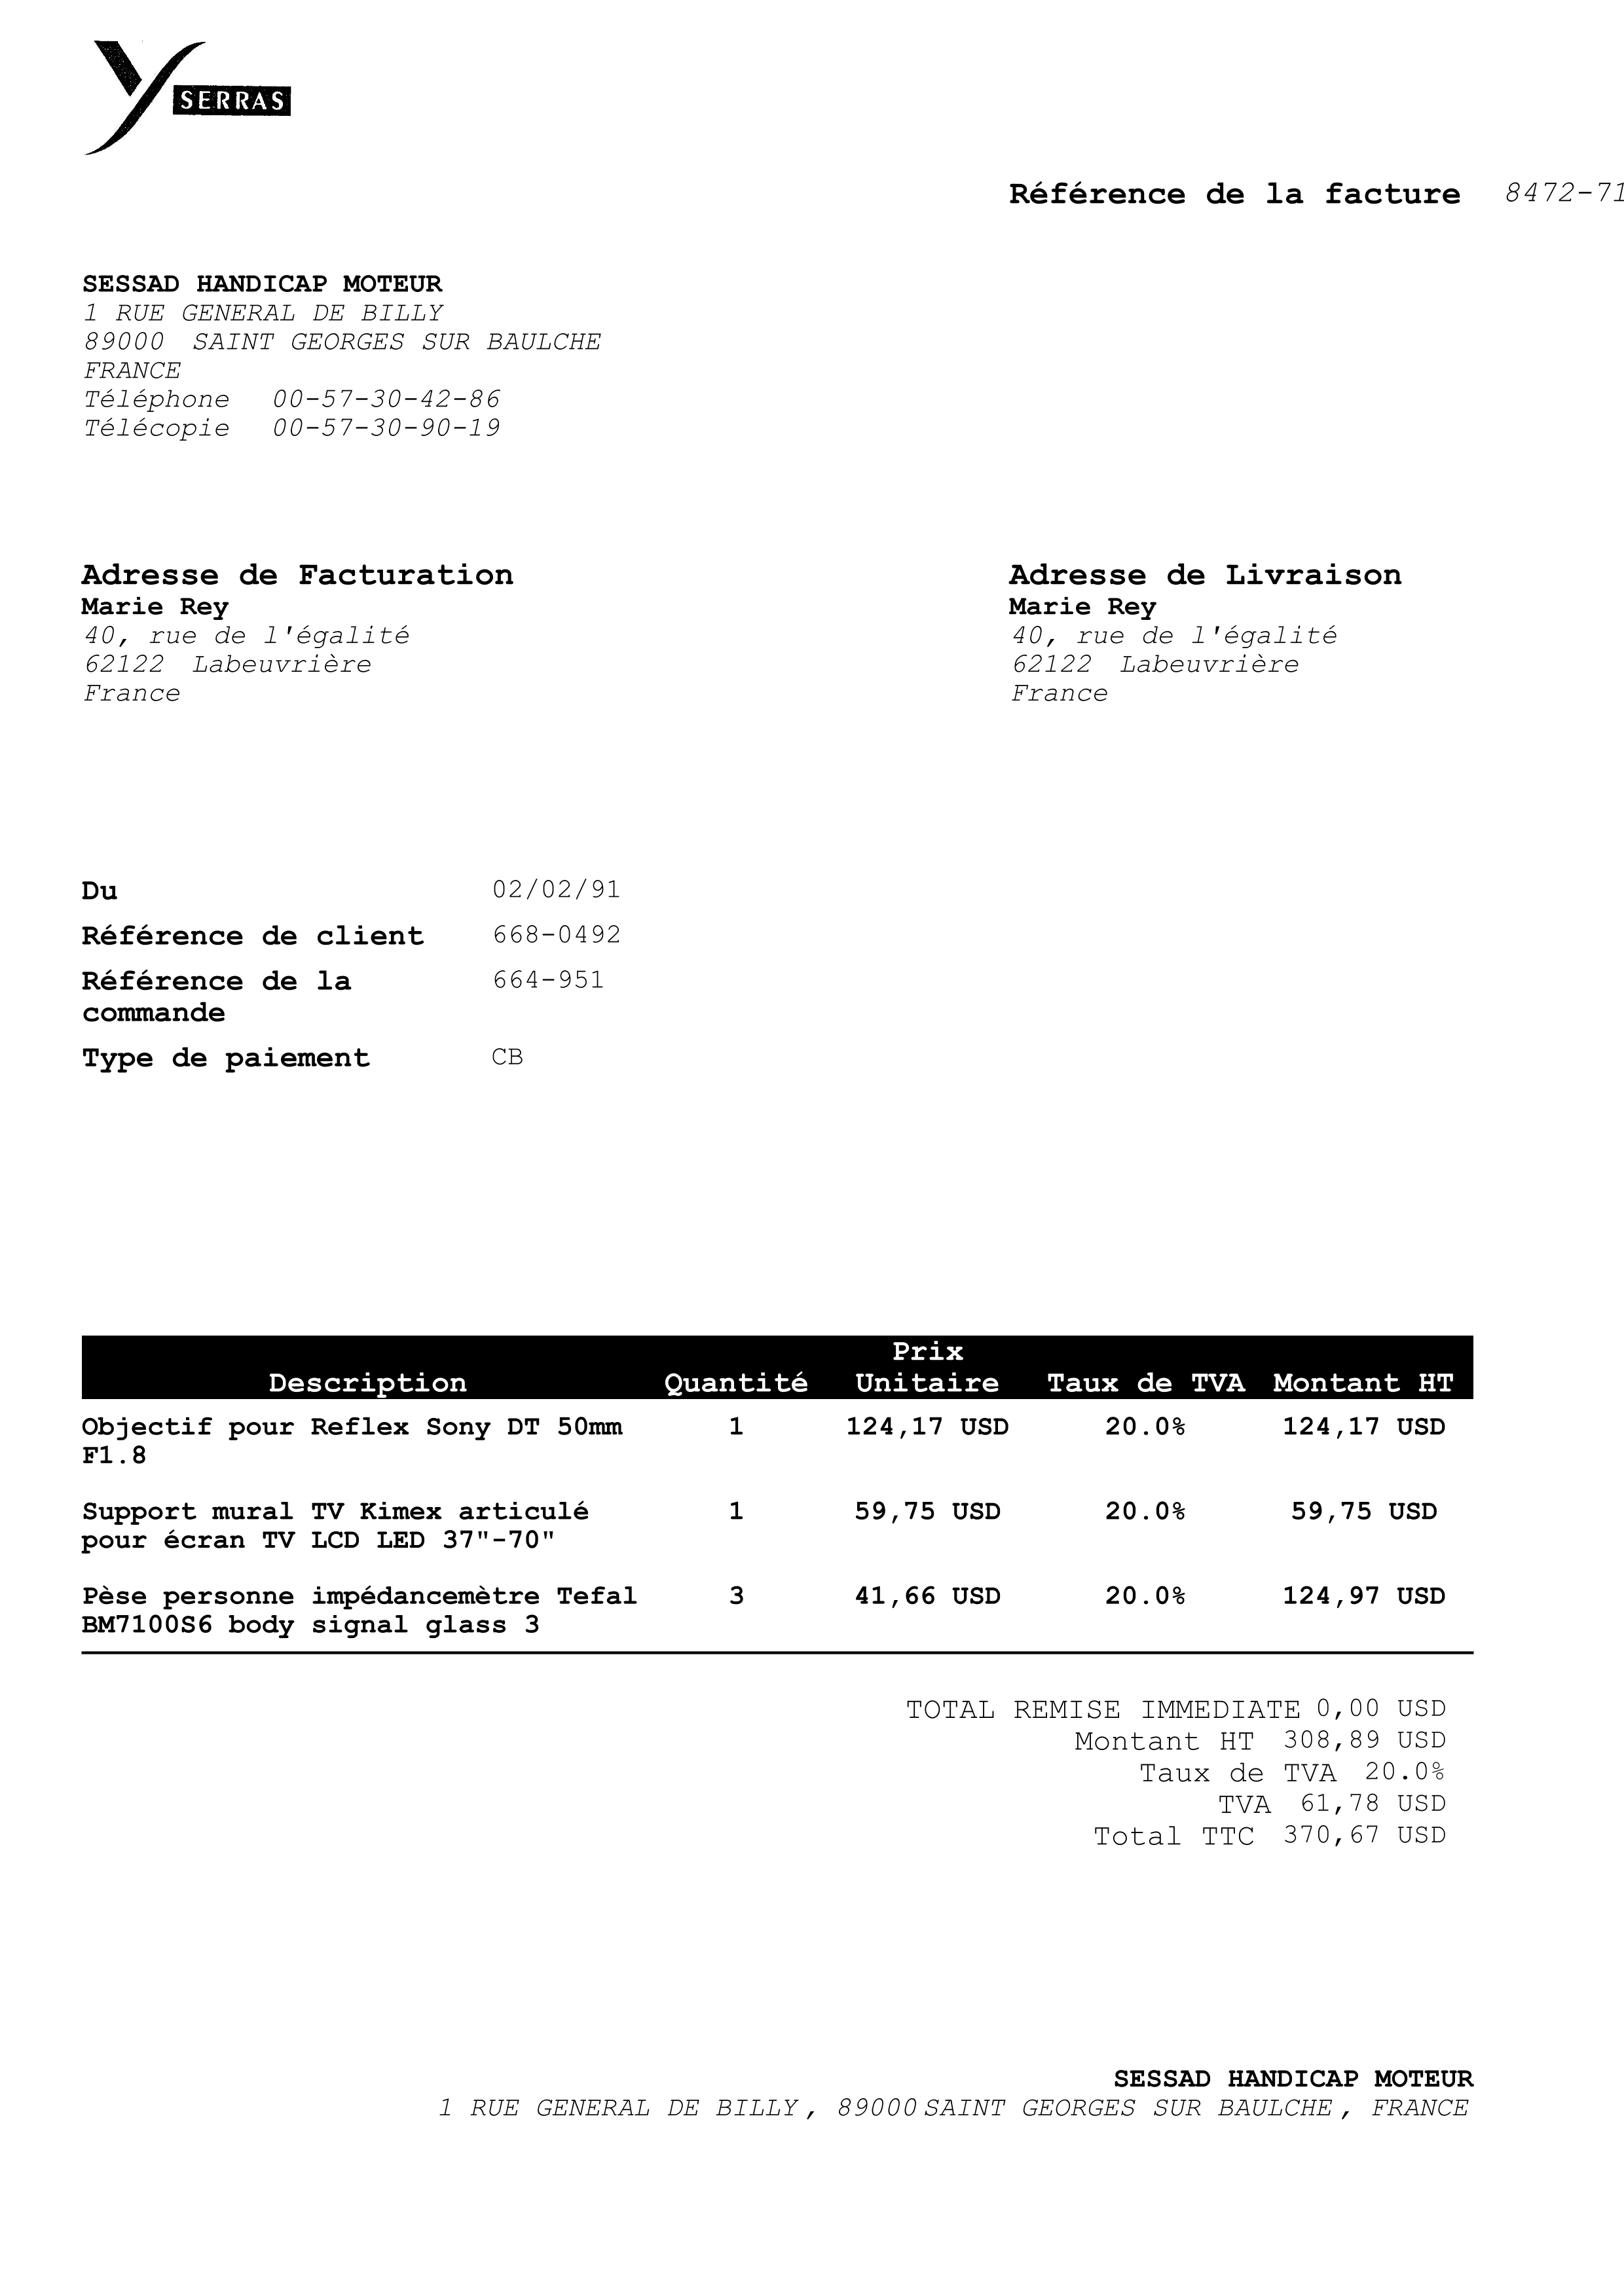 SERRAS
Référence de la facture 8472-71
SESSAD HANDICAP MOTEUR
1 RUE GENERAL DE BILLY
89000 SAINT GEORGES SUR BAULCHE
FRANCE
Téléphone 00-57-30-42-86
Télécopie 00-57-30-90-19
Adresse de Facturation
Marie Rey
40, rue de l'égalité
62122 Labeuvrière
France
Adresse de Livraison
Marie Rey
40, rue de l'égalité
62122 Labeuvrière
France
Du 02/02/91
Référence de client 668-0492
Référence de la 664-951
commande
Type de paiement CB
Prix
Description Quantité Unitaire Taux de TVA Montant HT
Objectif pour Reflex Sony DT 50mm 1 124,17 USD 20.0% 124,17 USD
F1.8
Support mural TV Kimex articulé 1 59,75 USD 20.0% 59,75 USD
pour écran TV LCD LED 37"-70"
Pèse personne impédancemètre Tefal 3 41,66 USD 20.0% 124,97 USD
BM7100S6 body signal glass 3
TOTAL REMISE IMMEDIATE 0,00 USD
Montant HT 308,89 USD
Taux de TVA 20.0%
TVA 61,78 USD
Total TTC 370,67 USD
SESSAD HANDICAP MOTEUR
1 RUE GENERAL DE BILLY, 89000 SAINT GEORGES SUR BAULCHE, FRANCE